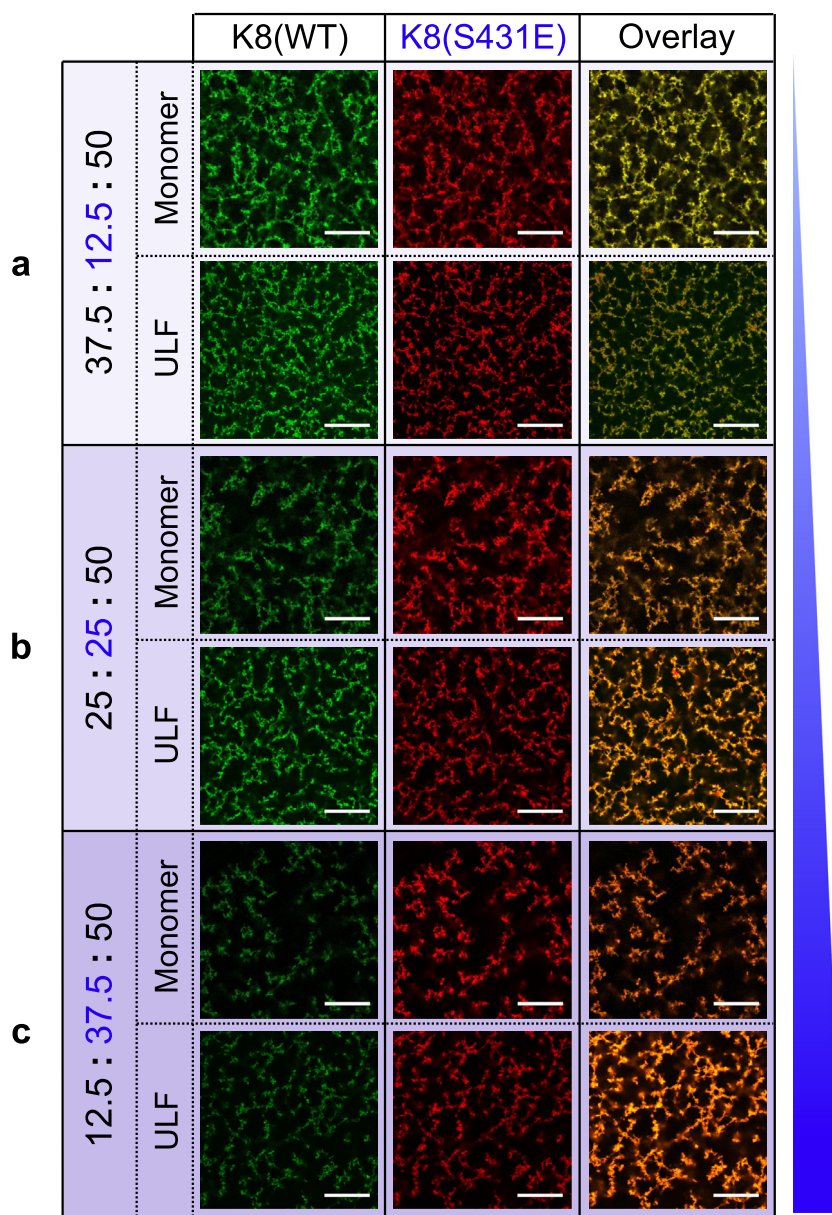 K8(WT) K8(S431E) Overlay
a
37.5 : 12.5 : 50
Monomer
ULF
b
25 : 25 : 50
Monomer
ULF
c
12.5 : 37.5 : 50
Monomer
ULF